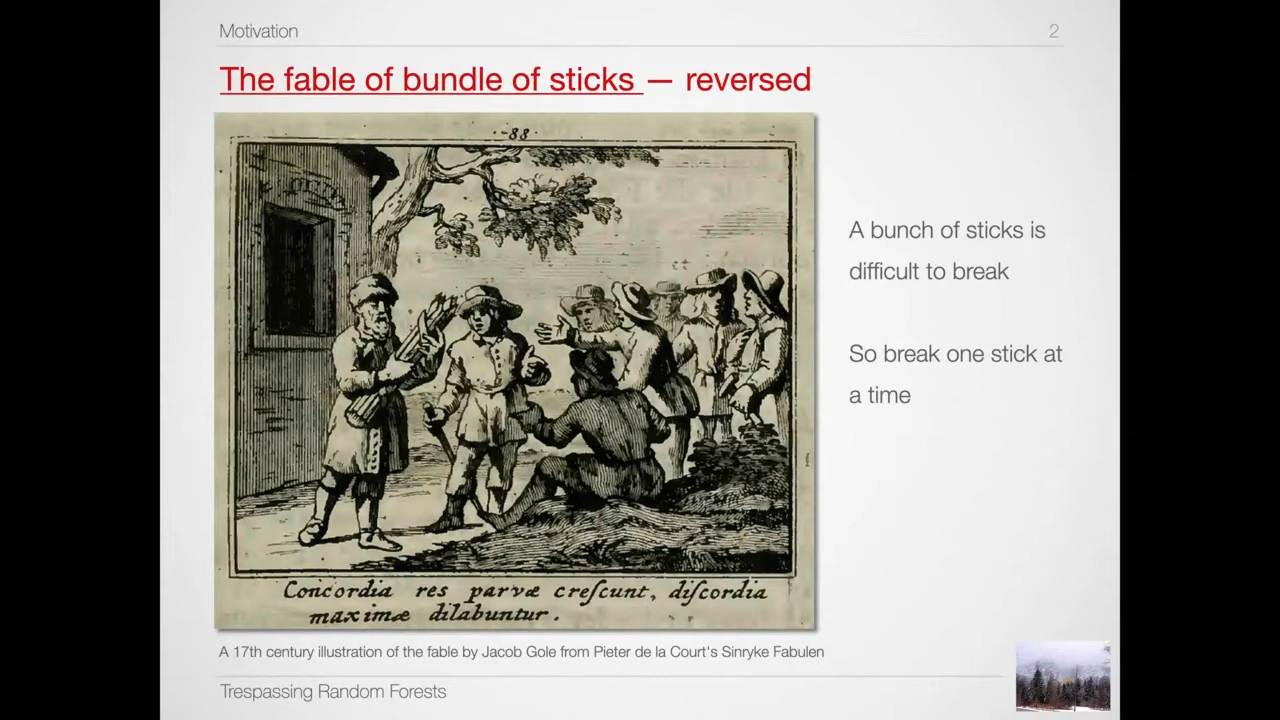 Motivation
2
The fable of bundle of sticks — reversed
·88·
A bunch of sticks is
difficult to break
So break one stick at
a time
Concordia res parvæ creſcunt, diſcordia
maximæ dilabuntur.
A 17th century illustration of the fable by Jacob Gole from Pieter de la Court's Sinryke Fabulen
Trespassing Random Forests